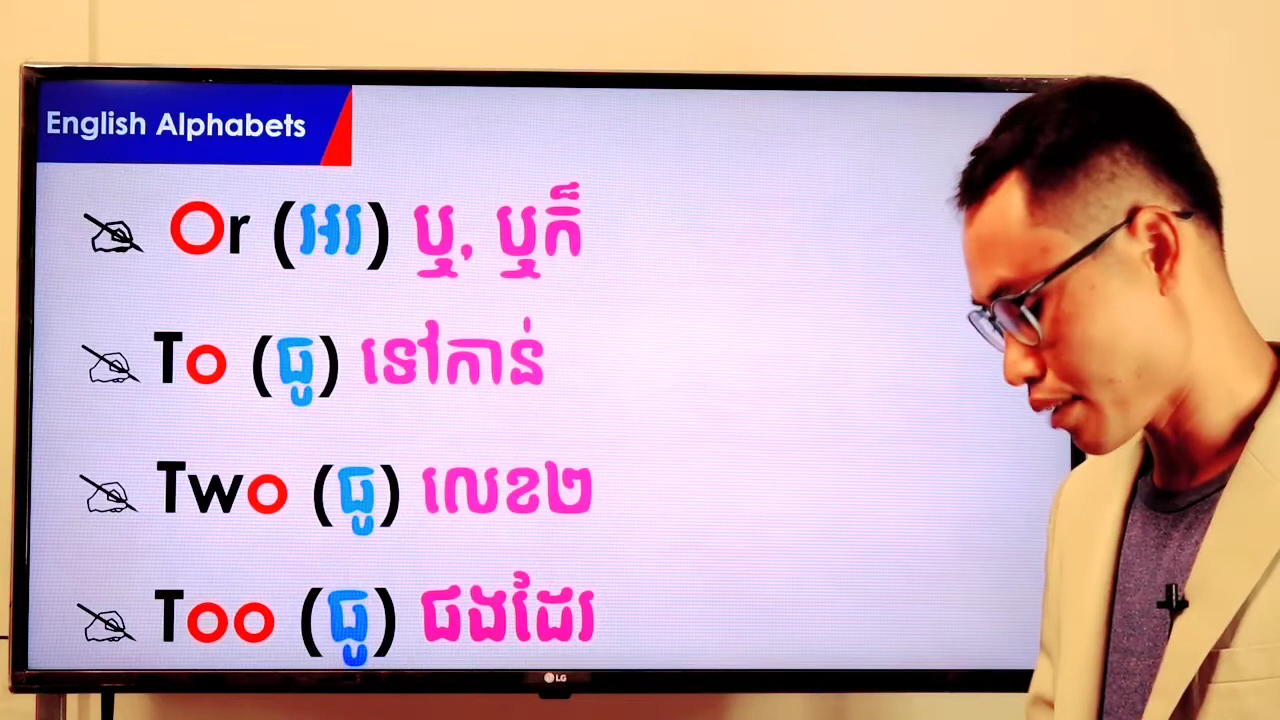 English Alphabets
Or (អរ) ឬ, ឬក៏
To (ធូ) ទៅកាន់
Two (ធូ) លេខ២
Too (ធូ) ផងដែរ
LG